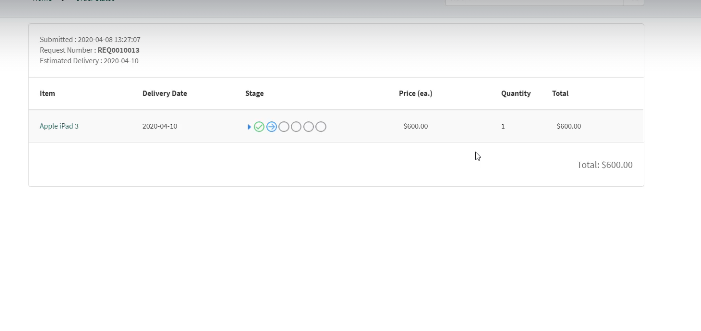 Submitted : 2020-04-08 13:27:07
Request Number : REQ0010013
Estimated Delivery : 2020-04-10
Item Delivery Date Stage Price (ea.) Quantity Total
Apple iPad 3 2020-04-10 $600.00 1 $600.00
Total: $600.00